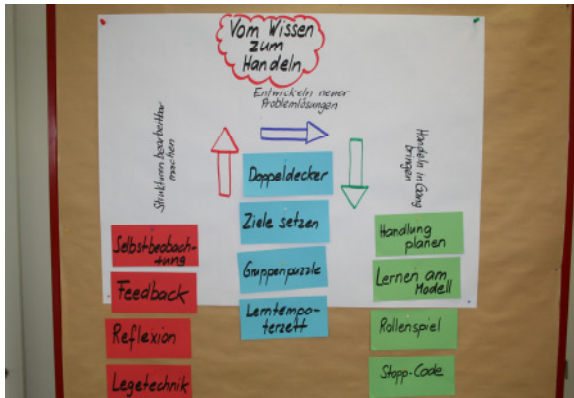 Vom Wissen
zum
Handeln
Entwickeln neuer
Problemlösungen
Strukturen bearbeitbar
machen
Handeln in Gang
bringen
Doppeldecker
Ziele setzen
Gruppenpuzzle
Lerntempo-
terzett
Selbstbeobach-
tung
Feedback
Reflexion
Legetechnik
Handlung
planen
Lernen am
Modell
Rollenspiel
Stopp-Code